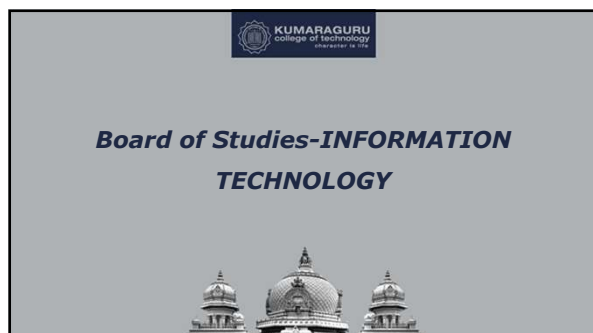 KUMARAGURU
college of technology
character is life
Board of Studies-INFORMATION
TECHNOLOGY